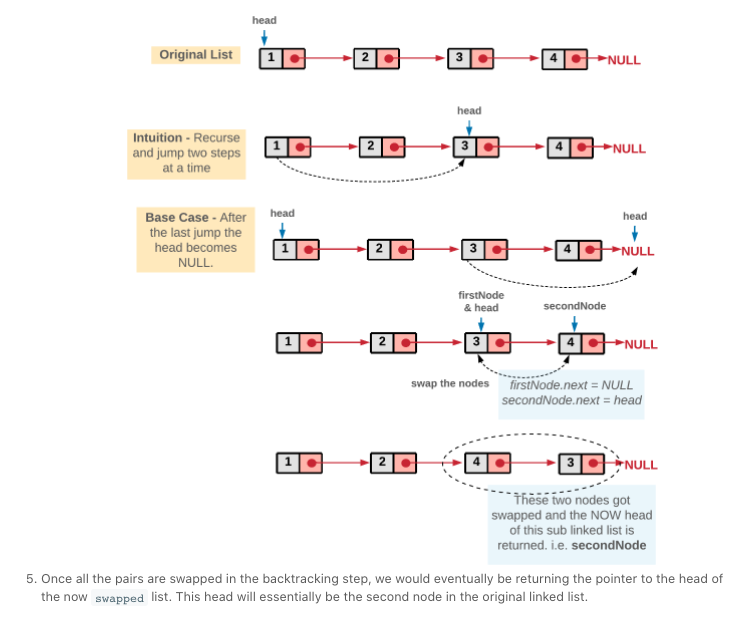 head
Original List
1 2 3 4 NULL
head
Intuition - Recurse
and jump two steps
at a time
1 2 3 4 NULL
Base Case - After
the last jump the
head becomes
NULL.
head
head
1 2 3 4 NULL
firstNode
& head
secondNode
1 2 3 4 NULL
swap the nodes
firstNode.next = NULL
secondNode.next = head
1 2 4 3 NULL
These two nodes got
swapped and the NOW head
of this sub linked list is
returned. i.e. secondNode
5. Once all the pairs are swapped in the backtracking step, we would eventually be returning the pointer to the head of
the now swapped list. This head will essentially be the second node in the original linked list.